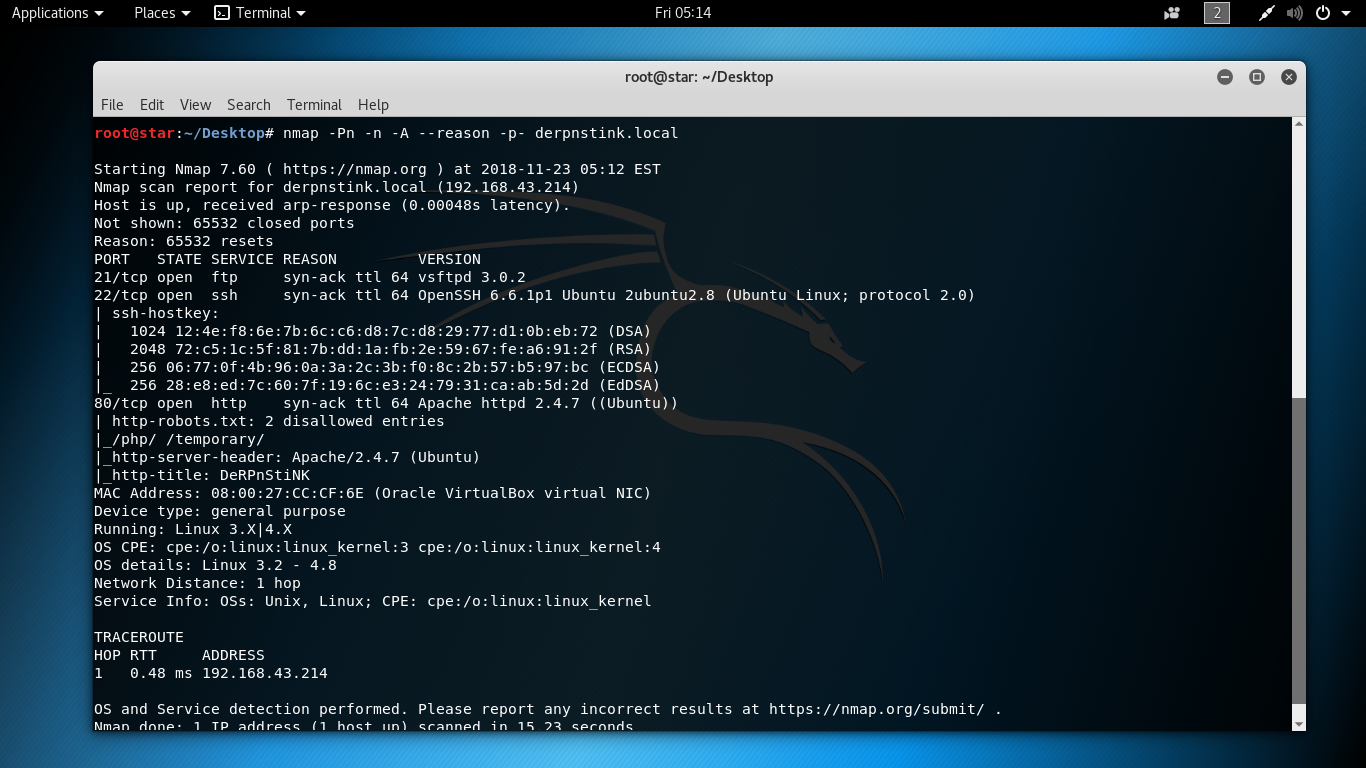 Applications Places Terminal Fri 05:14 2
root@star: ~/Desktop
File Edit View Search Terminal Help
root@star:~/Desktop# nmap -Pn -n -A --reason -p- derpnstink.local
Starting Nmap 7.60 ( https://nmap.org ) at 2018-11-23 05:12 EST
Nmap scan report for derpnstink.local (192.168.43.214)
Host is up, received arp-response (0.00048s latency).
Not shown: 65532 closed ports
Reason: 65532 resets
PORT   STATE SERVICE REASON         VERSION
21/tcp open  ftp     syn-ack ttl 64 vsftpd 3.0.2
22/tcp open  ssh     syn-ack ttl 64 OpenSSH 6.6.1p1 Ubuntu 2ubuntu2.8 (Ubuntu Linux; protocol 2.0)
| ssh-hostkey:
|   1024 12:4e:f8:6e:7b:6c:c6:d8:7c:d8:29:77:d1:0b:eb:72 (DSA)
|   2048 72:c5:1c:5f:81:7b:dd:1a:fb:2e:59:67:fe:a6:91:2f (RSA)
|   256 06:77:0f:4b:96:0a:3a:2c:3b:f0:8c:2b:57:b5:97:bc (ECDSA)
|_  256 28:e8:ed:7c:60:7f:19:6c:e3:24:79:31:ca:ab:5d:2d (EdDSA)
80/tcp open  http    syn-ack ttl 64 Apache httpd 2.4.7 ((Ubuntu))
| http-robots.txt: 2 disallowed entries
|_/php/ /temporary/
|_http-server-header: Apache/2.4.7 (Ubuntu)
|_http-title: DeRPnStiNK
MAC Address: 08:00:27:CC:CF:6E (Oracle VirtualBox virtual NIC)
Device type: general purpose
Running: Linux 3.X|4.X
OS CPE: cpe:/o:linux:linux_kernel:3 cpe:/o:linux:linux_kernel:4
OS details: Linux 3.2 - 4.8
Network Distance: 1 hop
Service Info: OSs: Unix, Linux; CPE: cpe:/o:linux:linux_kernel
TRACEROUTE
HOP RTT     ADDRESS
1   0.48 ms 192.168.43.214
OS and Service detection performed. Please report any incorrect results at https://nmap.org/submit/ .
Nmap done: 1 IP address (1 host up) scanned in 15.23 seconds